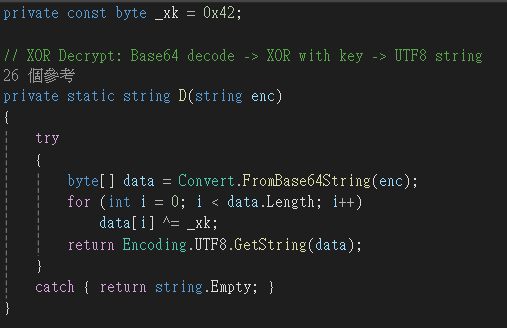 private const byte _xk = 0x42;
// XOR Decrypt: Base64 decode -> XOR with key -> UTF8 string
26 個參考
private static string D(string enc)
{
try
{
byte[] data = Convert.FromBase64String(enc);
for (int i = 0; i < data.Length; i++)
data[i] ^= _xk;
return Encoding.UTF8.GetString(data);
}
catch { return string.Empty; }
}